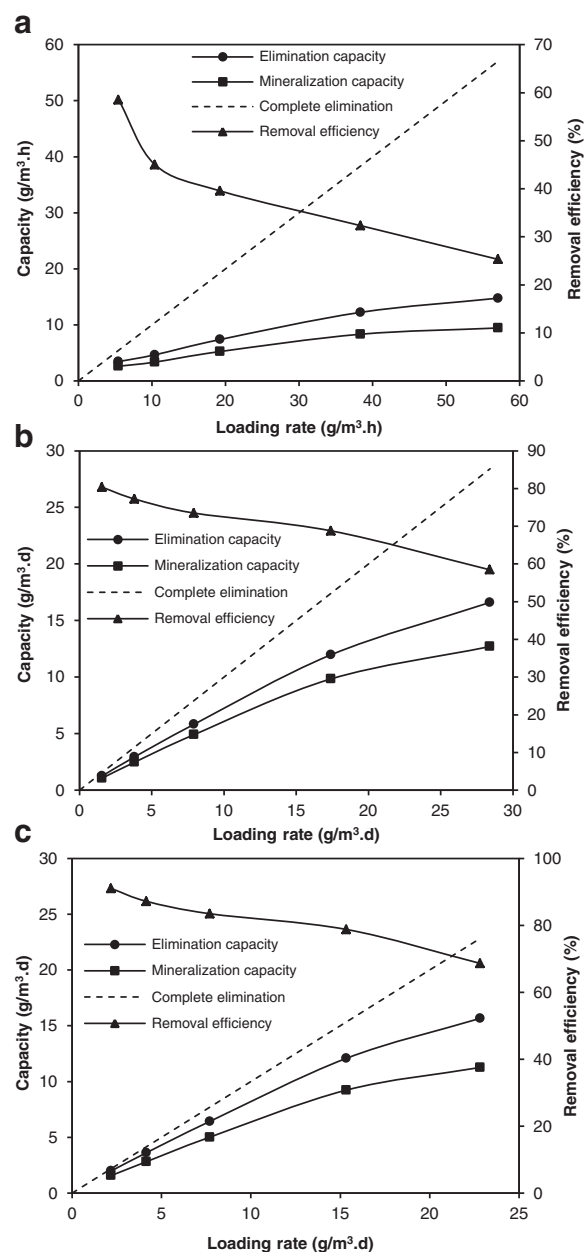 a
60
50
40
30
20
10
0
Capacity (g/m³.h)
Elimination capacity
Mineralization capacity
Complete elimination
Removal efficiency
70
60
50
40
30
20
10
0
Removal efficiency (%)
0 10 20 30 40 50 60
Loading rate (g/m³.h)
b
30
25
20
15
10
5
0
Capacity (g/m³.d)
Elimination capacity
Mineralization capacity
Complete elimination
Removal efficiency
90
80
70
60
50
40
30
20
10
0
Removal efficiency (%)
0 5 10 15 20 25 30
Loading rate (g/m³.d)
c
30
25
20
15
10
5
0
Capacity (g/m³.d)
Elimination capacity
Mineralization capacity
Complete elimination
Removal efficiency
100
80
60
40
20
0
Removal efficiency (%)
0 5 10 15 20 25
Loading rate (g/m³.d)